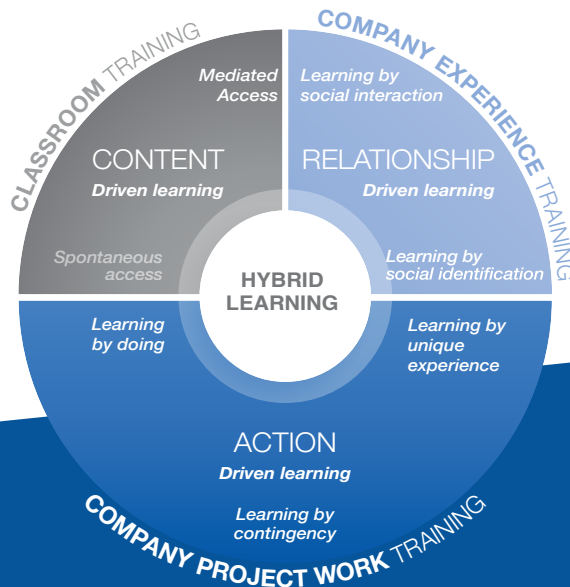 CLASSROOM TRAINING
COMPANY EXPERIENCE TRAINING
Mediated
Access
CONTENT
Driven learning
Spontaneous
access
Learning by
social interaction
RELATIONSHIP
Driven learning
Learning by
social identification
HYBRID
LEARNING
Learning
by doing
Learning by
unique
experience
ACTION
Driven learning
Learning by
contingency
COMPANY PROJECT WORK TRAINING